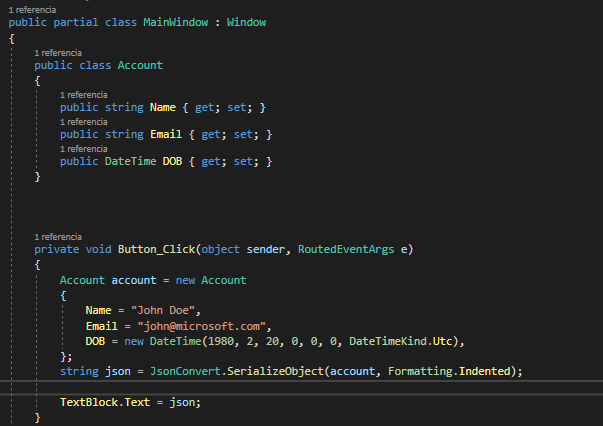 1 referencia
public partial class MainWindow : Window
{
1 referencia
public class Account
{
1 referencia
public string Name { get; set; }
1 referencia
public string Email { get; set; }
1 referencia
public DateTime DOB { get; set; }
}
1 referencia
private void Button_Click(object sender, RoutedEventArgs e)
{
Account account = new Account
{
Name = "John Doe",
Email = "john@microsoft.com",
DOB = new DateTime(1980, 2, 20, 0, 0, 0, DateTimeKind.Utc),
};
string json = JsonConvert.SerializeObject(account, Formatting.Indented);
TextBlock.Text = json;
}